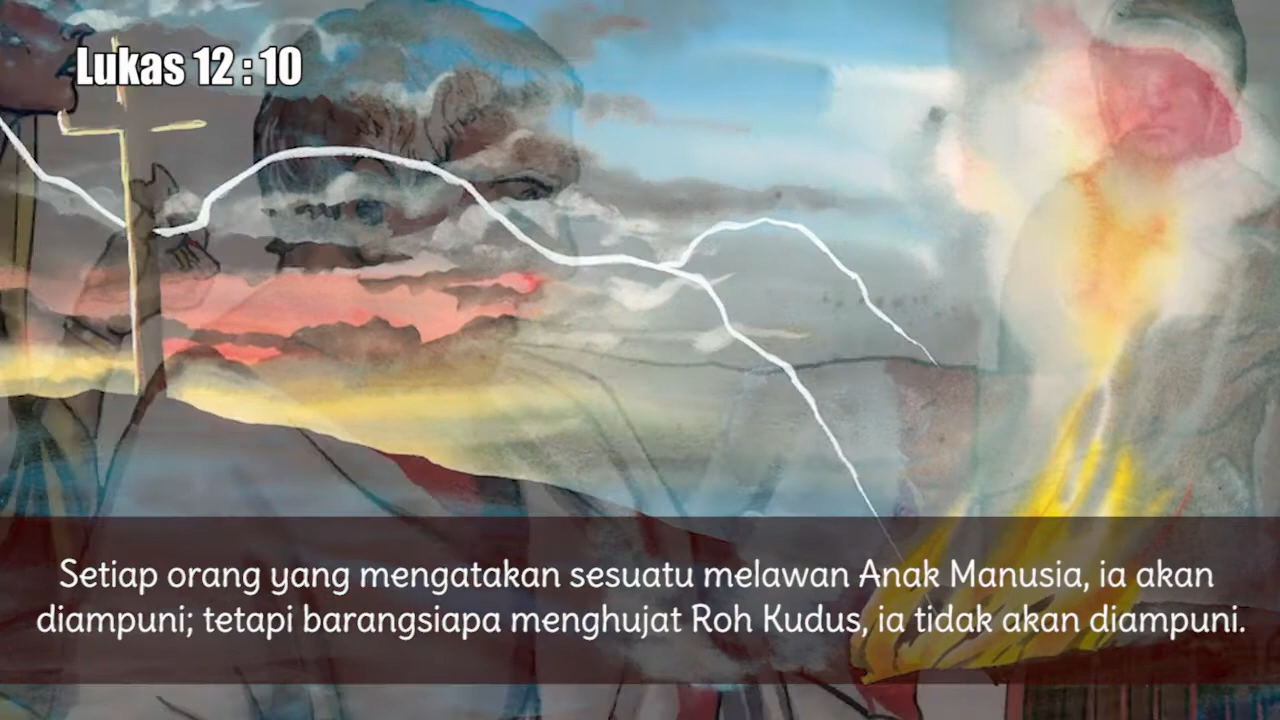 Lukas 12 : 10
Setiap orang yang mengatakan sesuatu melawan Anak Manusia, ia akan
diampuni; tetapi barangsiapa menghujat Roh Kudus, ia tidak akan diampuni.